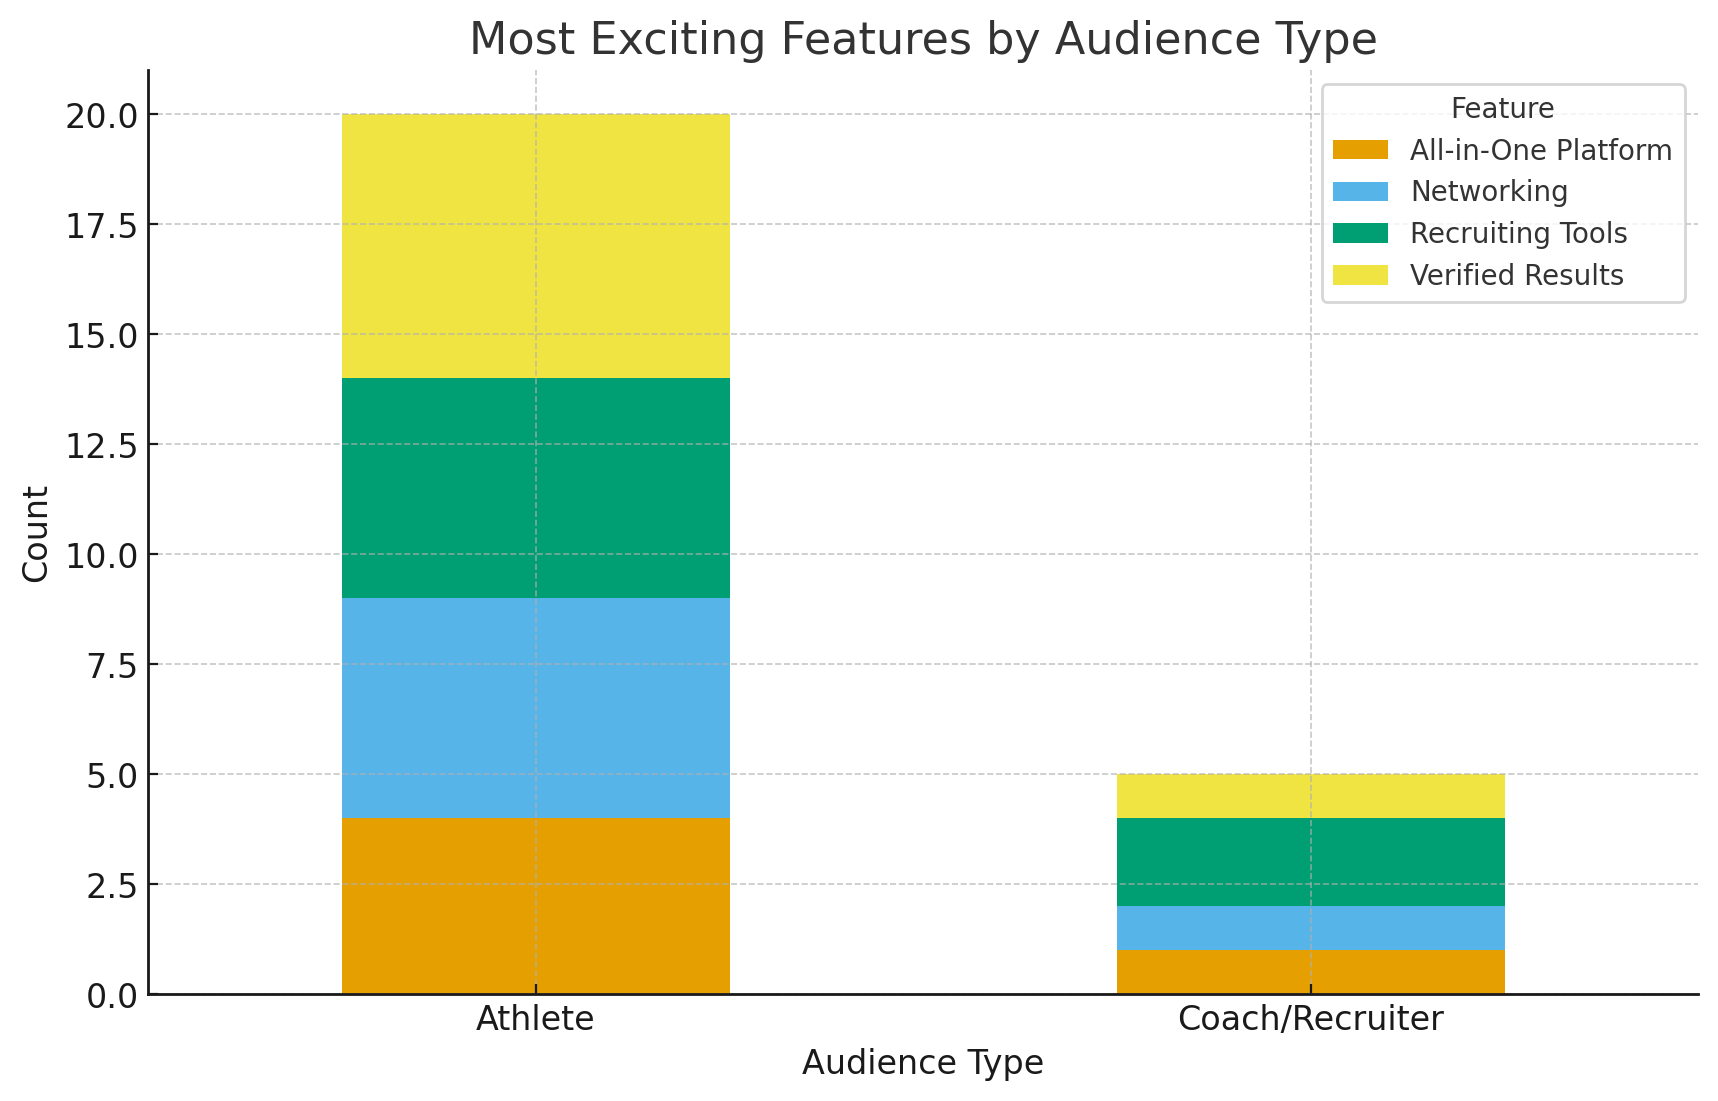 Most Exciting Features by Audience Type
Feature
All-in-One Platform
Networking
Recruiting Tools
Verified Results
Count
20.0
17.5
15.0
12.5
10.0
7.5
5.0
2.5
0.0
Athlete
Coach/Recruiter
Audience Type